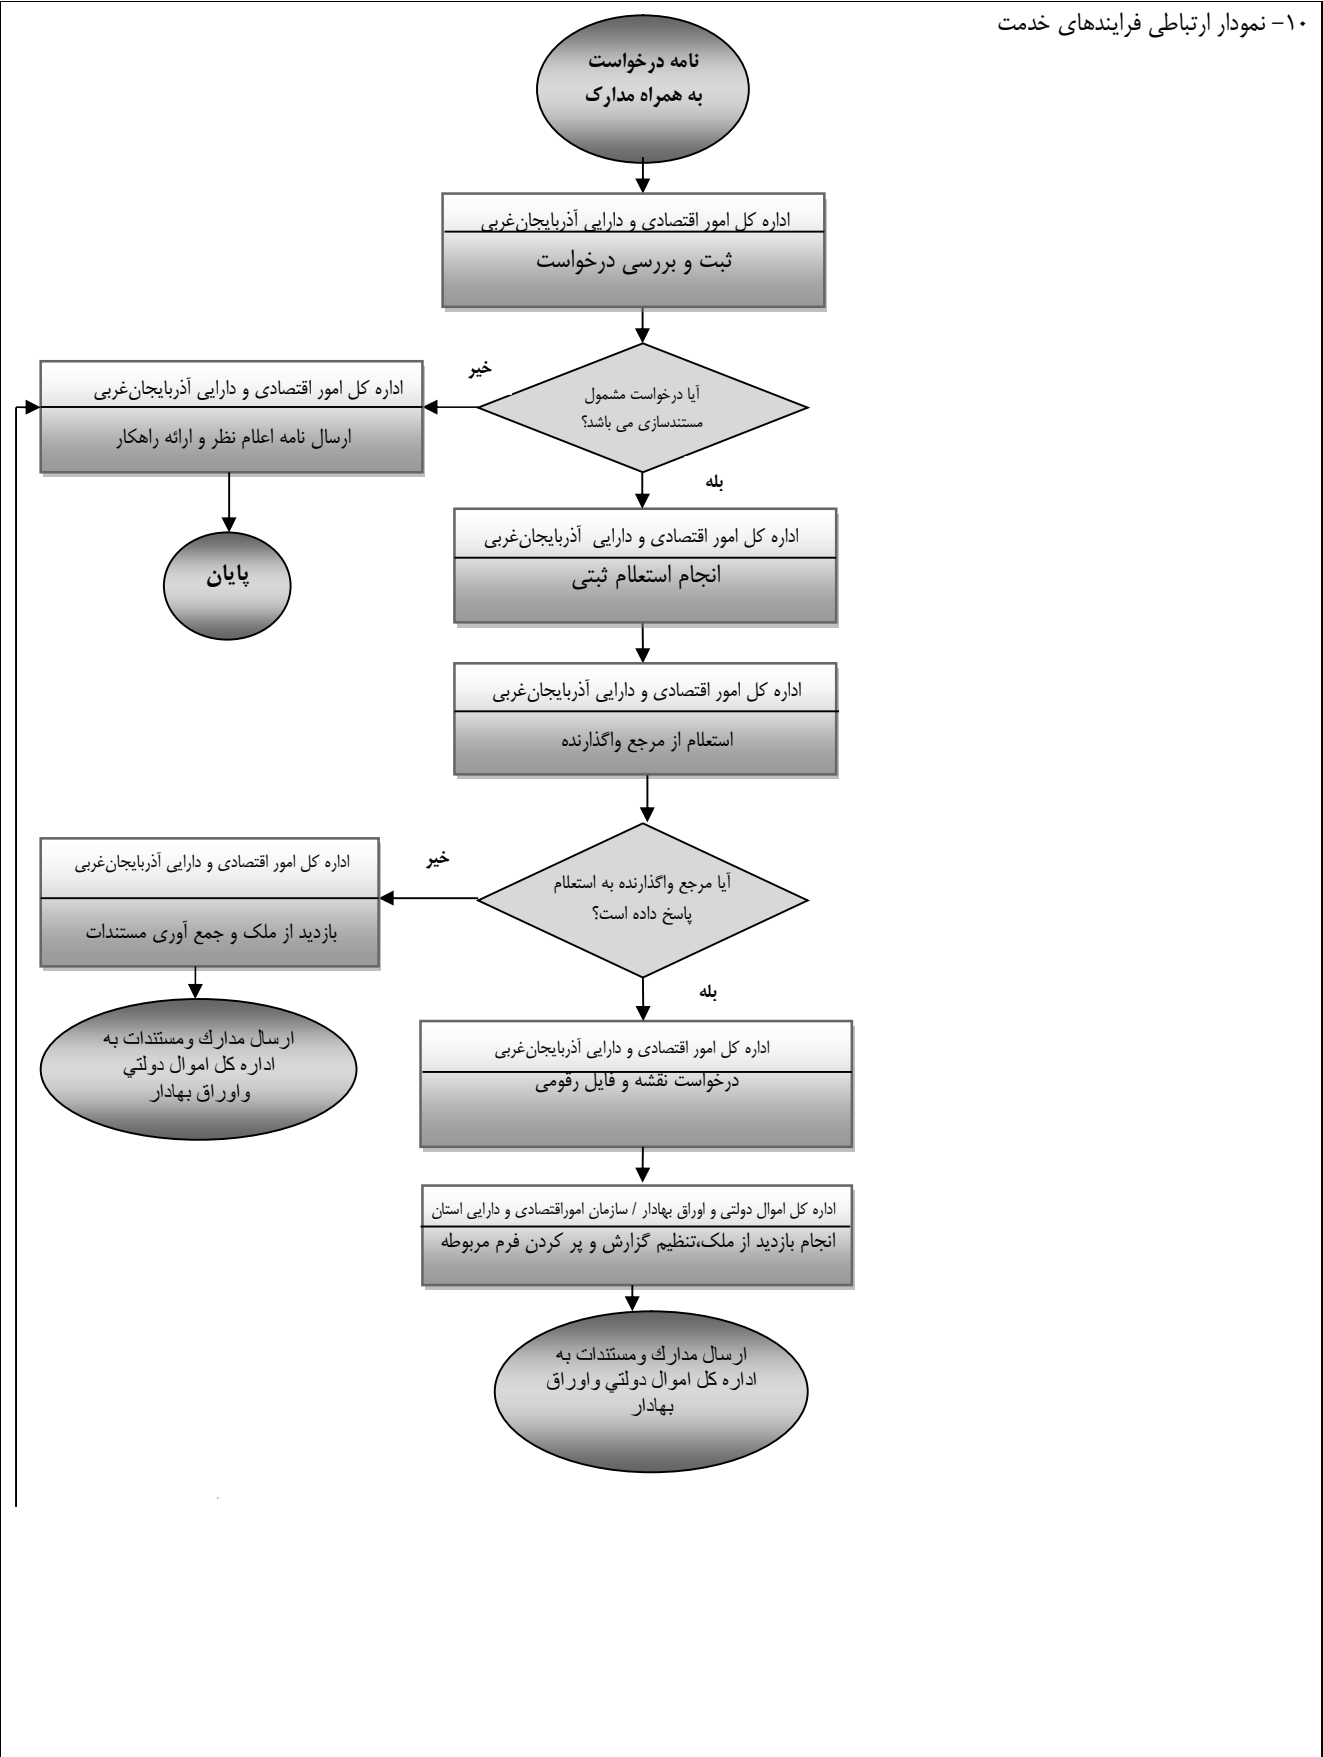 ۱۰- نمودار ارتباطی فرایندهای خدمت
نامه درخواست
به همراه مدارک
اداره کل امور اقتصادی و دارایی آذربایجان‌غربی
ثبت و بررسی درخواست
آیا درخواست مشمول
مستندسازی می باشد؟
خیر
اداره کل امور اقتصادی و دارایی آذربایجان‌غربی
ارسال نامه اعلام نظر و ارائه راهکار
پایان
بله
اداره کل امور اقتصادی و دارایی آذربایجان‌غربی
انجام استعلام ثبتی
اداره کل امور اقتصادی و دارایی آذربایجان‌غربی
استعلام از مرجع واگذارنده
آیا مرجع واگذارنده به استعلام
پاسخ داده است؟
خیر
اداره کل امور اقتصادی و دارایی آذربایجان‌غربی
بازدید از ملک و جمع آوری مستندات
ارسال مدارك ومستندات به
اداره كل اموال دولتي
واوراق بهادار
بله
اداره کل امور اقتصادی و دارایی آذربایجان‌غربی
درخواست نقشه و فایل رقومی
اداره کل اموال دولتی و اوراق بهادار / سازمان اموراقتصادی و دارایی استان
انجام بازدید از ملک،تنظیم گزارش و پر کردن فرم مربوطه
ارسال مدارك ومستندات به
اداره كل اموال دولتي واوراق
بهادار